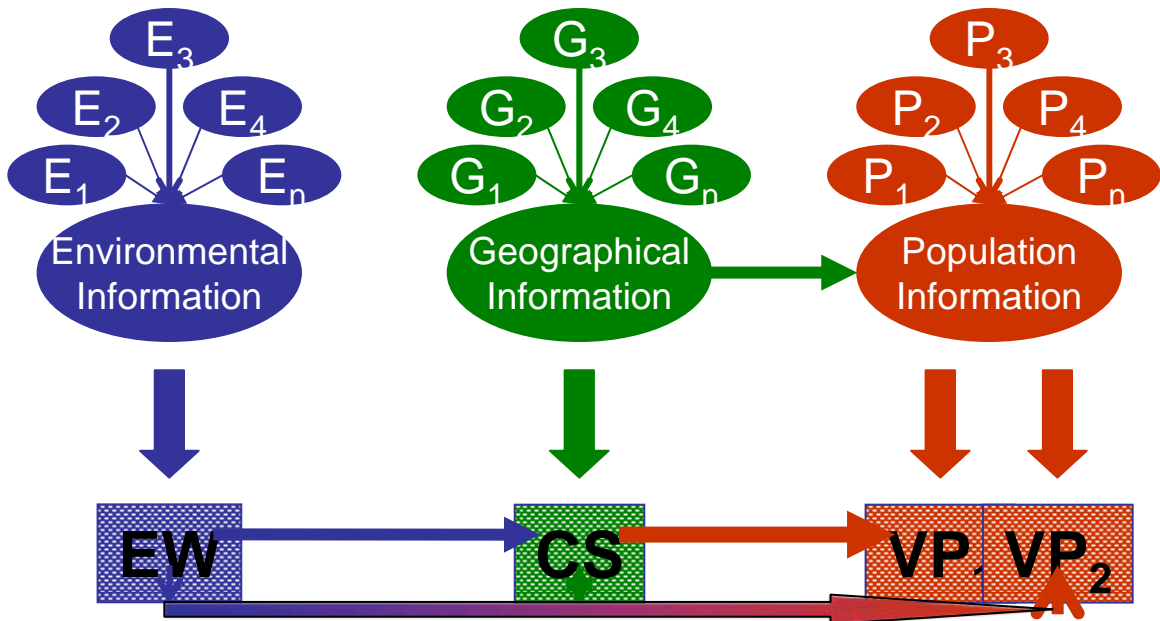 E₃ G₃ P₃
E₂ E₄ G₂ G₄ P₂ P₄
E₁ Eₙ G₁ Gₙ P₁ Pₙ
Environmental
Information
Geographical
Information
Population
Information
EW CS VP VP₂